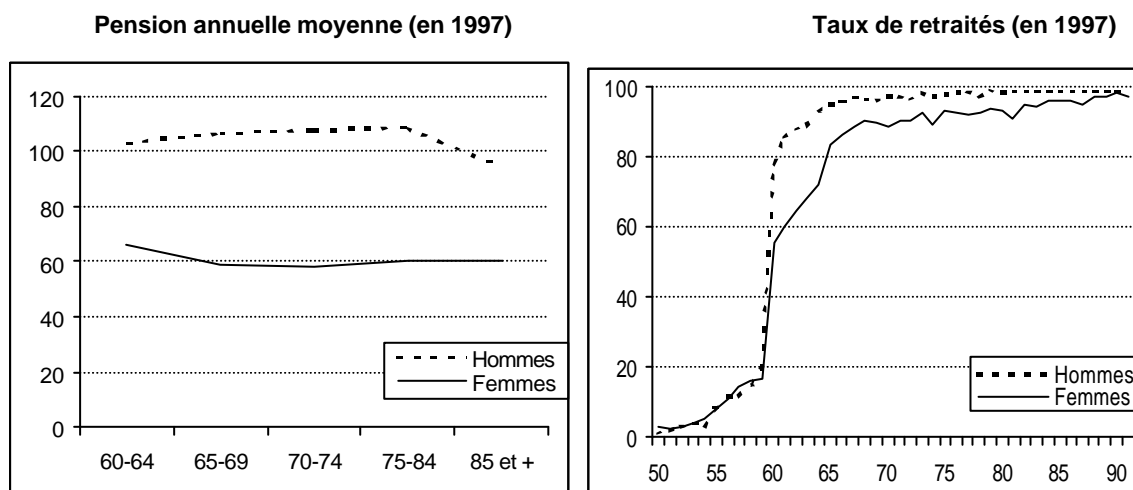 Pension annuelle moyenne (en 1997)
120
100
80
60
40
20
0
Hommes
Femmes
60-64 65-69 70-74 75-84 85 et +
Taux de retraités (en 1997)
100
80
60
40
20
0
Hommes
Femmes
50 55 60 65 70 75 80 85 90